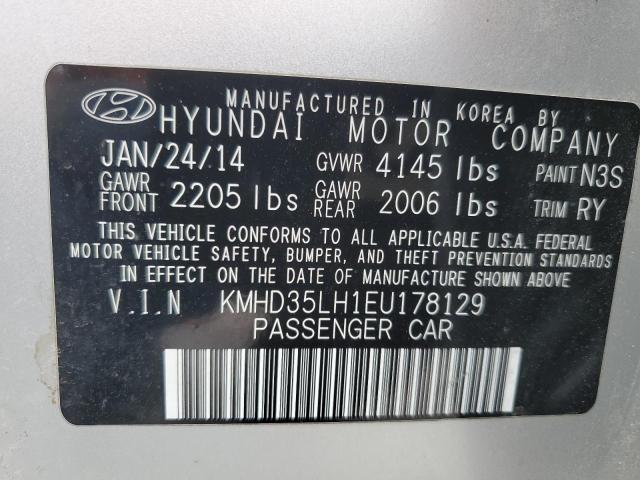 MANUFACTURED IN KOREA BY
HYUNDAI MOTOR COMPANY
JAN/24/14 GVWR 4145 lbs PAINT N3S
GAWR FRONT 2205 lbs GAWR REAR 2006 lbs TRIM RY
THIS VEHICLE CONFORMS TO ALL APPLICABLE U.S.A. FEDERAL
MOTOR VEHICLE SAFETY, BUMPER, AND THEFT PREVENTION STANDARDS
IN EFFECT ON THE DATE OF MANUFACTURE SHOWN ABOVE
V.I.N KMHD35LH1EU178129
PASSENGER CAR